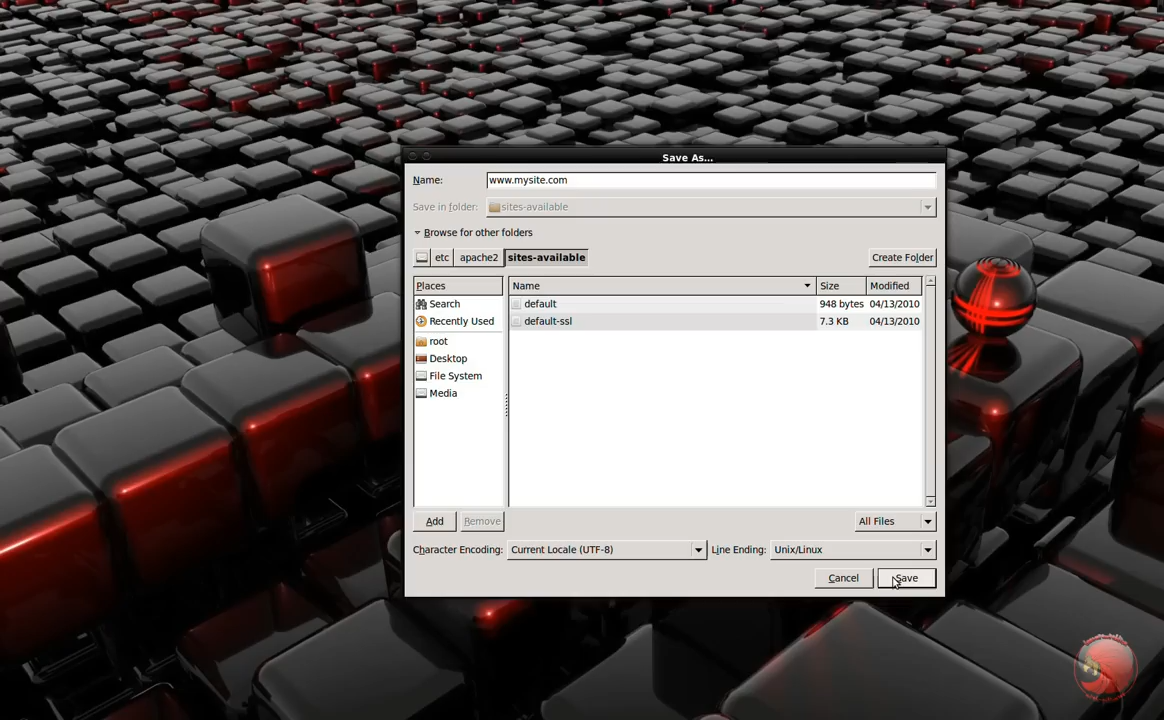 Save As...
Name: www.mysite.com
Save in folder: sites-available
Browse for other folders
etc apache2 sites-available Create Folder
Places Name Size Modified
Search default 948 bytes 04/13/2010
Recently Used default-ssl 7.3 KB 04/13/2010
root
Desktop
File System
Media
Add Remove All Files
Character Encoding: Current Locale (UTF-8) Line Ending: Unix/Linux
Cancel Save